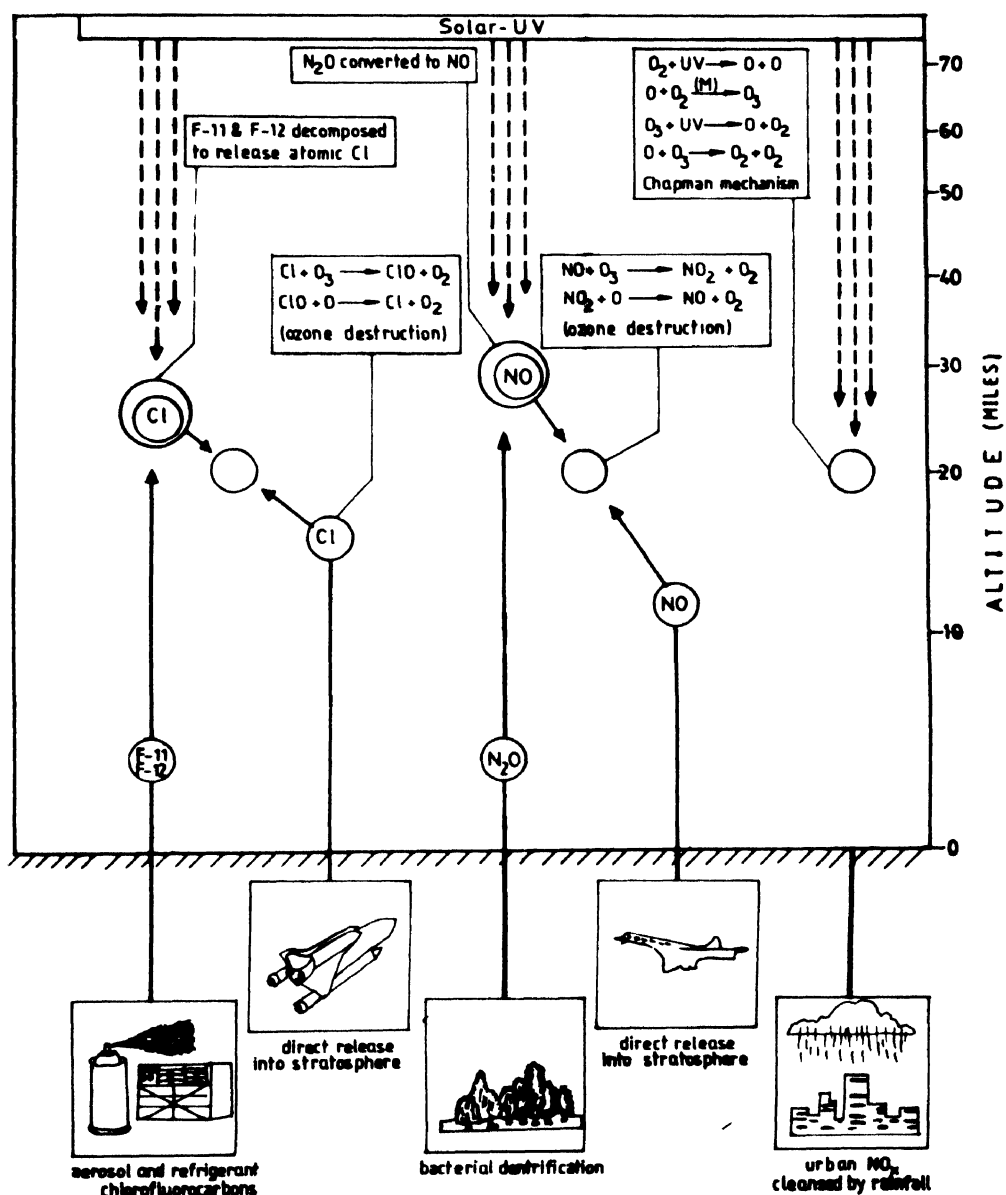 Solar-UV
N₂O converted to NO
O₂ + UV → O + O
O + O₂ (M)→ O₃
O₃ + UV → O + O₂
O + O₃ → O₂ + O₂
Chapman mechanism
F-11 & F-12 decomposed
to release atomic Cl
Cl + O₃ → ClO + O₂
ClO + O → Cl + O₂
(ozone destruction)
NO + O₃ → NO₂ + O₂
NO₂ + O → NO + O₂
(ozone destruction)
70
60
50
40
30
20
10
0
ALTITUDE (MILES)
Cl
NO
Cl
NO
F-11
F-12
N₂O
direct release
into stratosphere
direct release
into stratosphere
aerosol and refrigerant
chlorofluorocarbons
bacterial dentrification
urban NOₓ
cleansed by rainfall